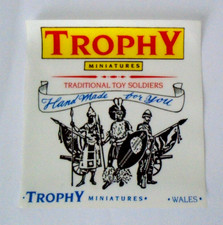 TROPHY
MINIATURES
TRADITIONAL TOY SOLDIERS
Hand Made for You
·TROPHY MINIATURES· ·WALES·